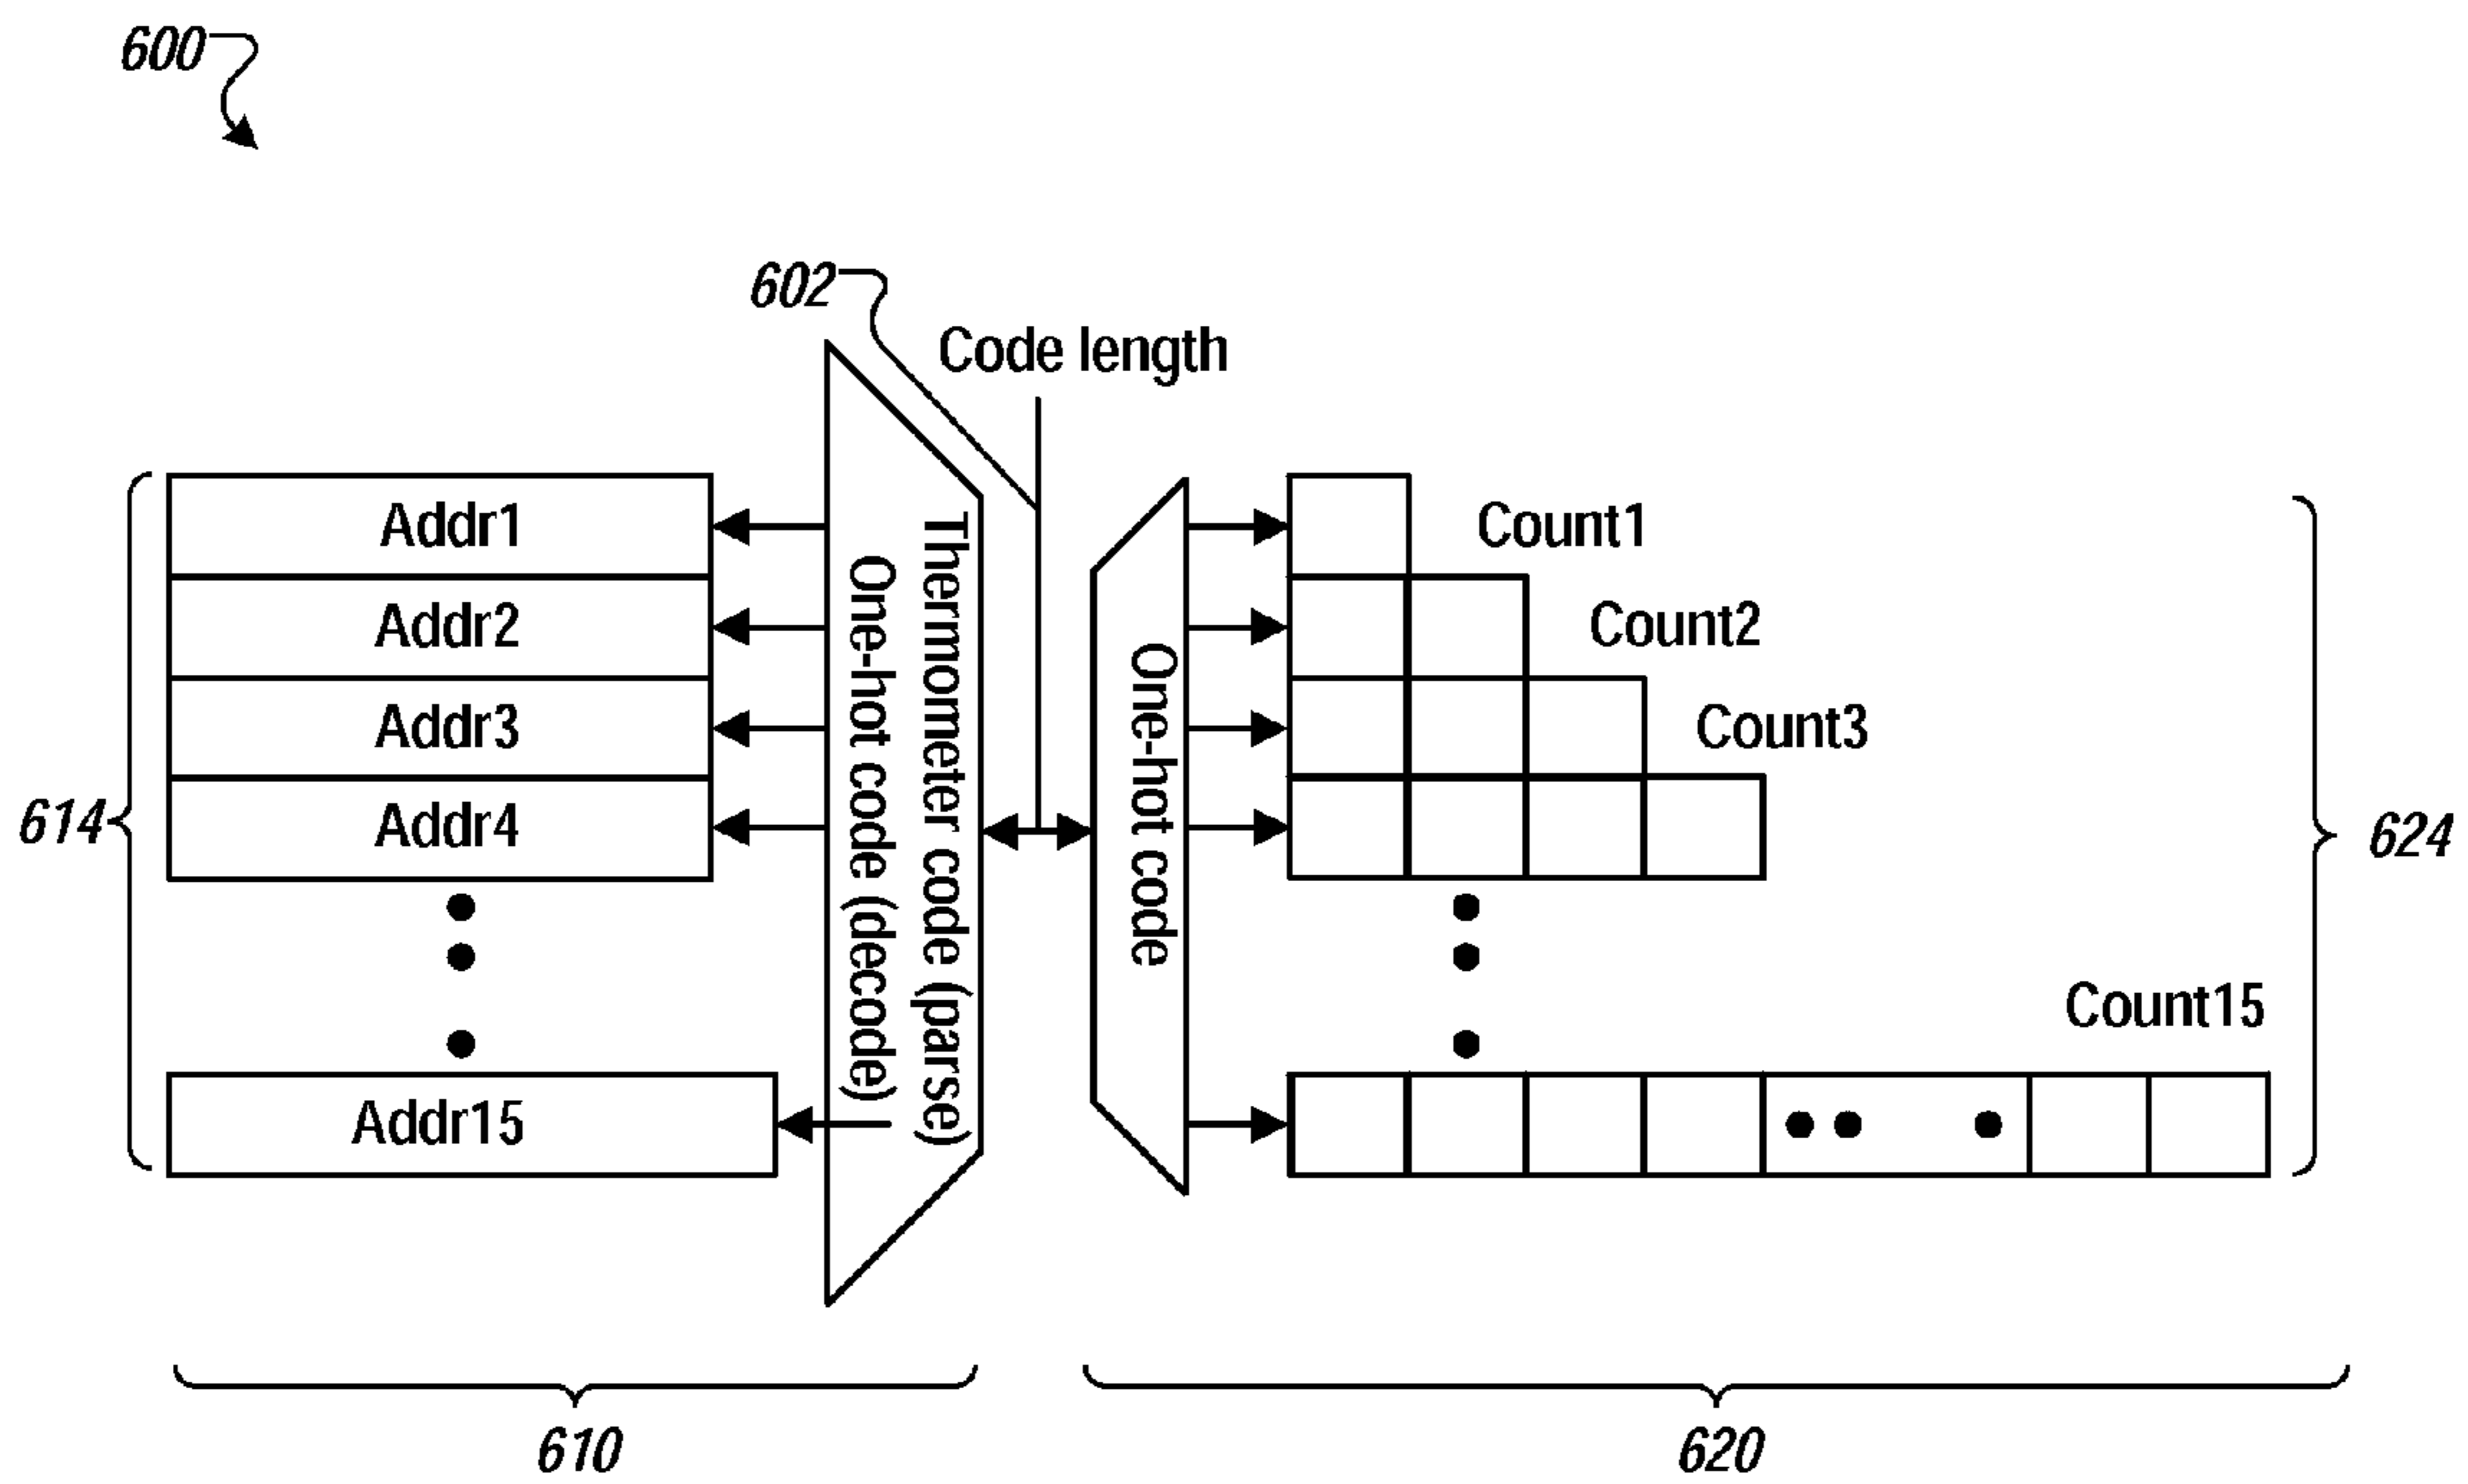 600
602
Code length
Addr1
Addr2
Addr3
Addr4
Addr15
614
Thermometer code (parse)
One-hot code (decode)
One-hot code
Count1
Count2
Count3
Count15
624
610
620